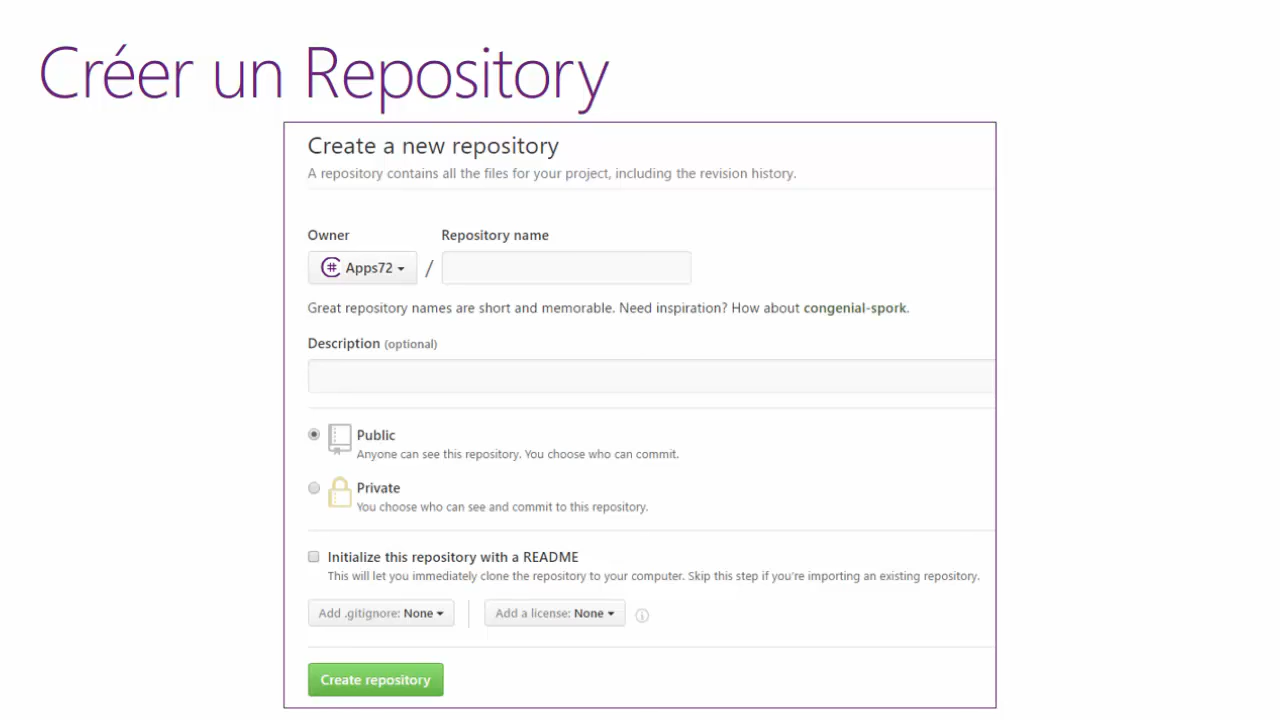 Créer un Repository
Create a new repository
A repository contains all the files for your project, including the revision history.
Owner
Repository name
Apps72 /
Great repository names are short and memorable. Need inspiration? How about congenial-spork.
Description (optional)
Public
Anyone can see this repository. You choose who can commit.
Private
You choose who can see and commit to this repository.
Initialize this repository with a README
This will let you immediately clone the repository to your computer. Skip this step if you're importing an existing repository.
Add .gitignore: None
Add a license: None
Create repository